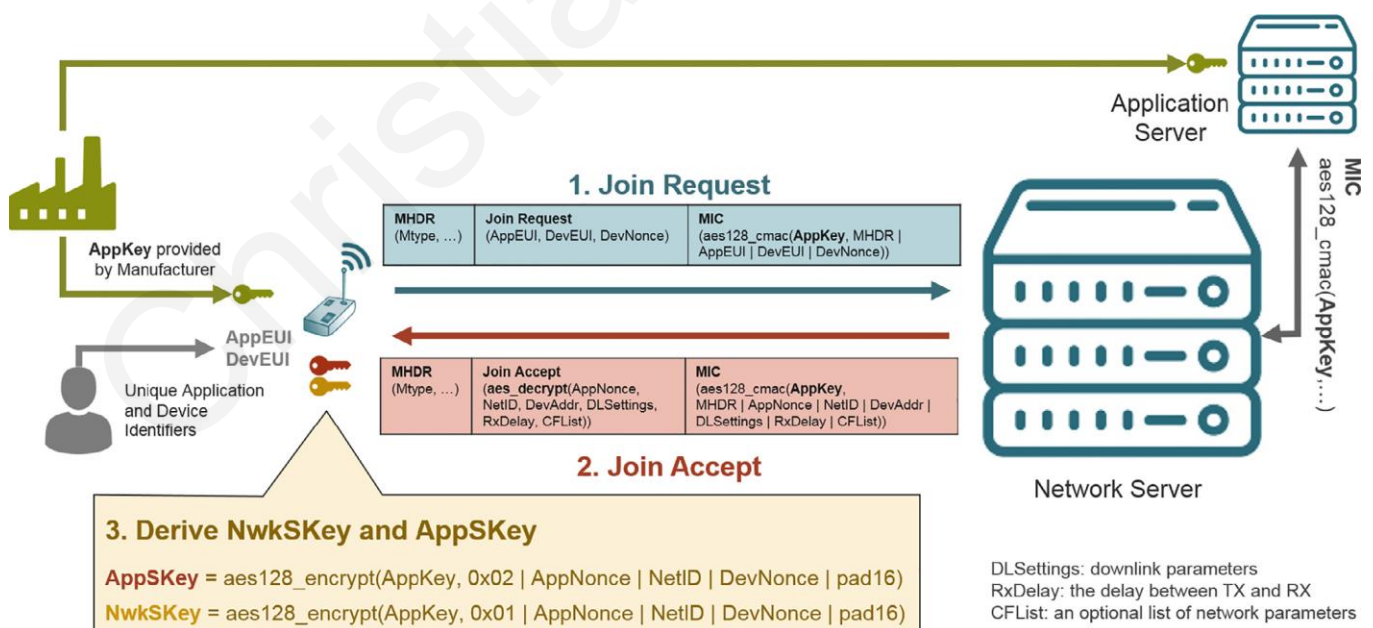 Christia
Application
Server
MIC
aes128_cmac(AppKey,...)
1. Join Request
MHDR
(Mtype, ...)
Join Request
(AppEUI, DevEUI, DevNonce)
MIC
(aes128_cmac(AppKey, MHDR |
AppEUI | DevEUI | DevNonce))
AppKey provided
by Manufacturer
AppEUI
DevEUI
Unique Application
and Device
Identifiers
MHDR
(Mtype, ...)
Join Accept
(aes_decrypt(AppNonce,
NetID, DevAddr, DLSettings,
RxDelay, CFList))
MIC
(aes128_cmac(AppKey,
MHDR | AppNonce | NetID | DevAddr |
DLSettings | RxDelay | CFList))
2. Join Accept
Network Server
3. Derive NwkSKey and AppSKey
AppSKey = aes128_encrypt(AppKey, 0x02 | AppNonce | NetID | DevNonce | pad16)
NwkSKey = aes128_encrypt(AppKey, 0x01 | AppNonce | NetID | DevNonce | pad16)
DLSettings: downlink parameters
RxDelay: the delay between TX and RX
CFList: an optional list of network parameters